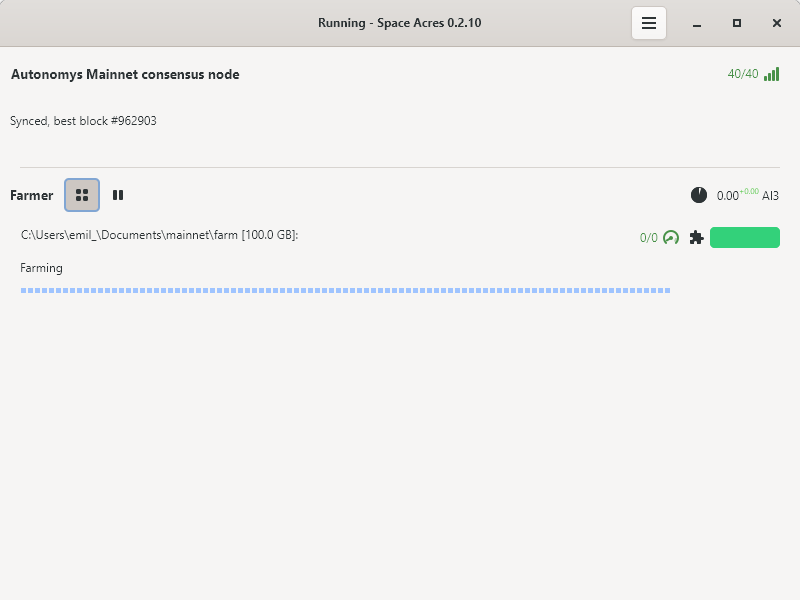 Running - Space Acres 0.2.10
Autonomys Mainnet consensus node
40/40
Synced, best block #962903
Farmer
0.00+0.00 AI3
C:\Users\emil_\Documents\mainnet\farm [100.0 GB]:
0/0
Farming